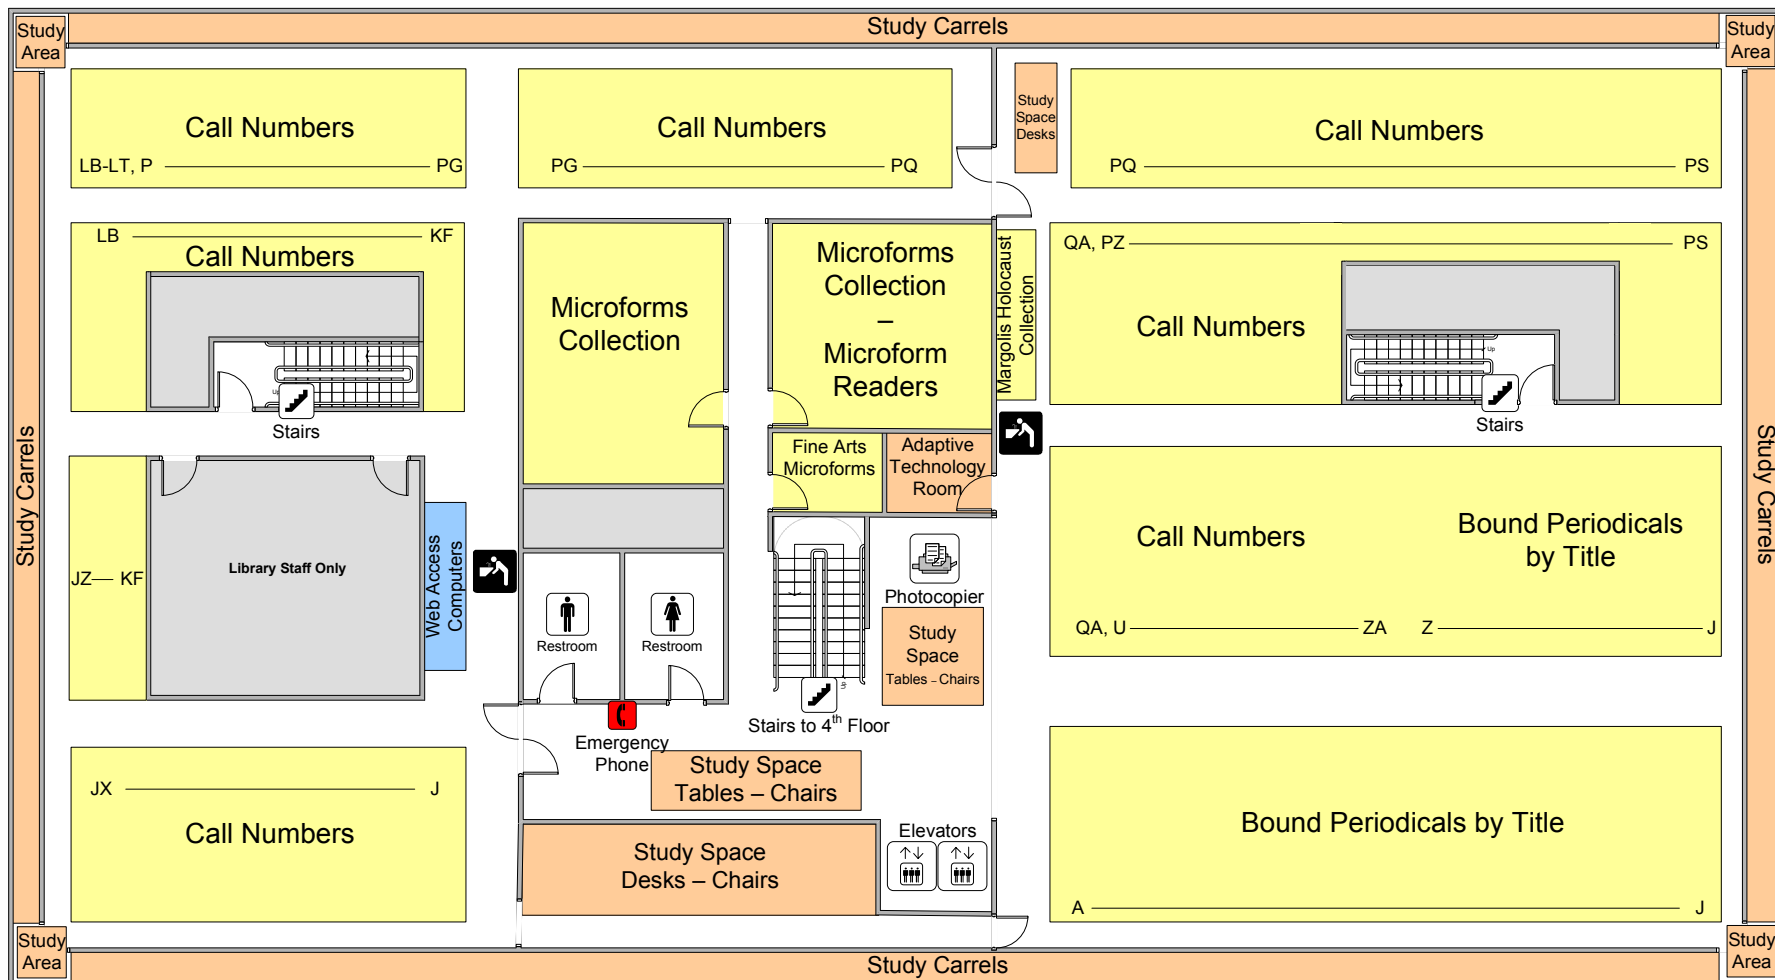 Study
Area
Study Carrels
Study
Area
Call Numbers
LB-LT, P
PG
Call Numbers
PG
PQ
Study
Space
Desks
Call Numbers
PQ
PS
LB
KF
Call Numbers
Up
Stairs
Microforms
Collection
Microforms
Collection
–
Microform
Readers
Margolis Holocaust
Collection
QA, PZ
PS
Call Numbers
Up
Stairs
Study Carrels
Study Carrels
Fine Arts
Microforms
Adaptive
Technology
Room
JZ
KF
Library Staff Only
Web Access
Computers
Restroom
Restroom
Photocopier
Study
Space
Tables – Chairs
Up
Stairs to 4th Floor
Call Numbers
Bound Periodicals
by Title
QA, U
ZA
Z
J
Emergency
Phone
Study Space
Tables – Chairs
JX
J
Call Numbers
Study Space
Desks – Chairs
Elevators
Bound Periodicals by Title
A
J
Study
Area
Study Carrels
Study
Area